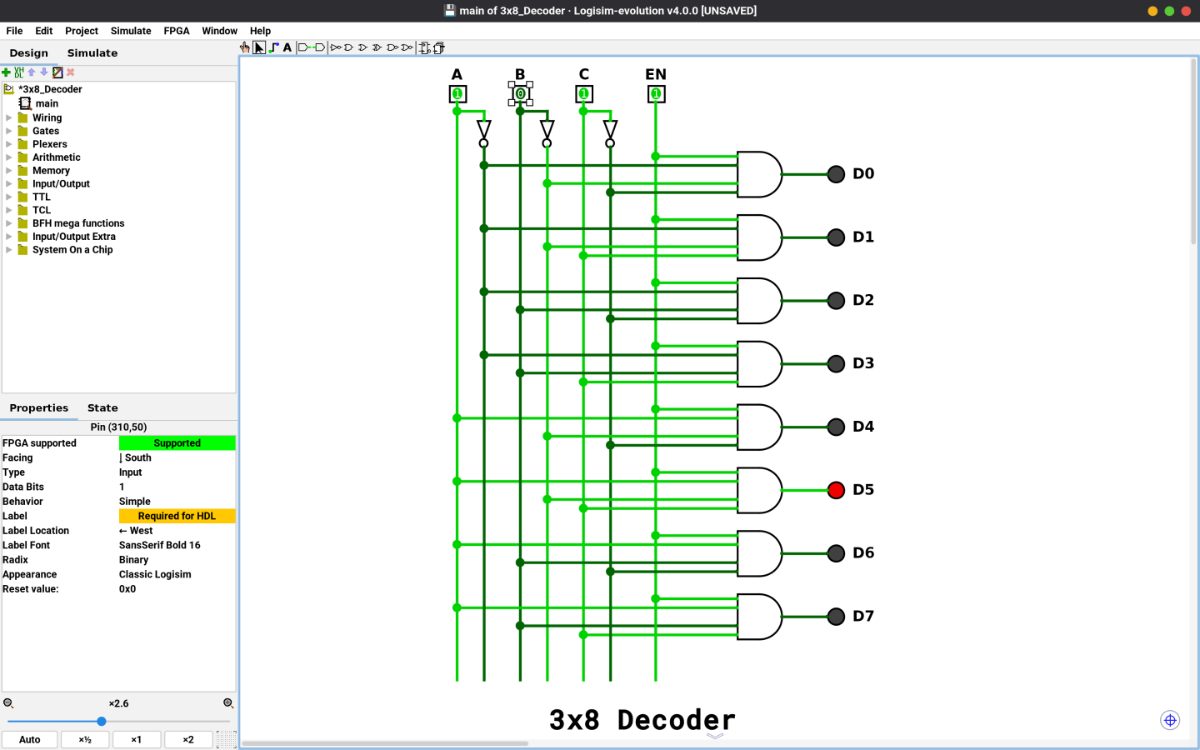 main of 3x8_Decoder · Logisim-evolution v4.0.0 [UNSAVED]
File Edit Project Simulate FPGA Window Help
Design Simulate
A
*3x8_Decoder
main
Wiring
Gates
Plexers
Arithmetic
Memory
Input/Output
TTL
TCL
BFH mega functions
Input/Output Extra
System On a Chip
Properties State
Pin (310,50)
FPGA supported Supported
Facing South
Type Input
Data Bits 1
Behavior Simple
Label Required for HDL
Label Location ← West
Label Font SansSerif Bold 16
Radix Binary
Appearance Classic Logisim
Reset value: 0x0
×2.6
Auto ×½ ×1 ×2
A B C EN
1 0 1 1
D0
D1
D2
D3
D4
D5
D6
D7
3x8 Decoder